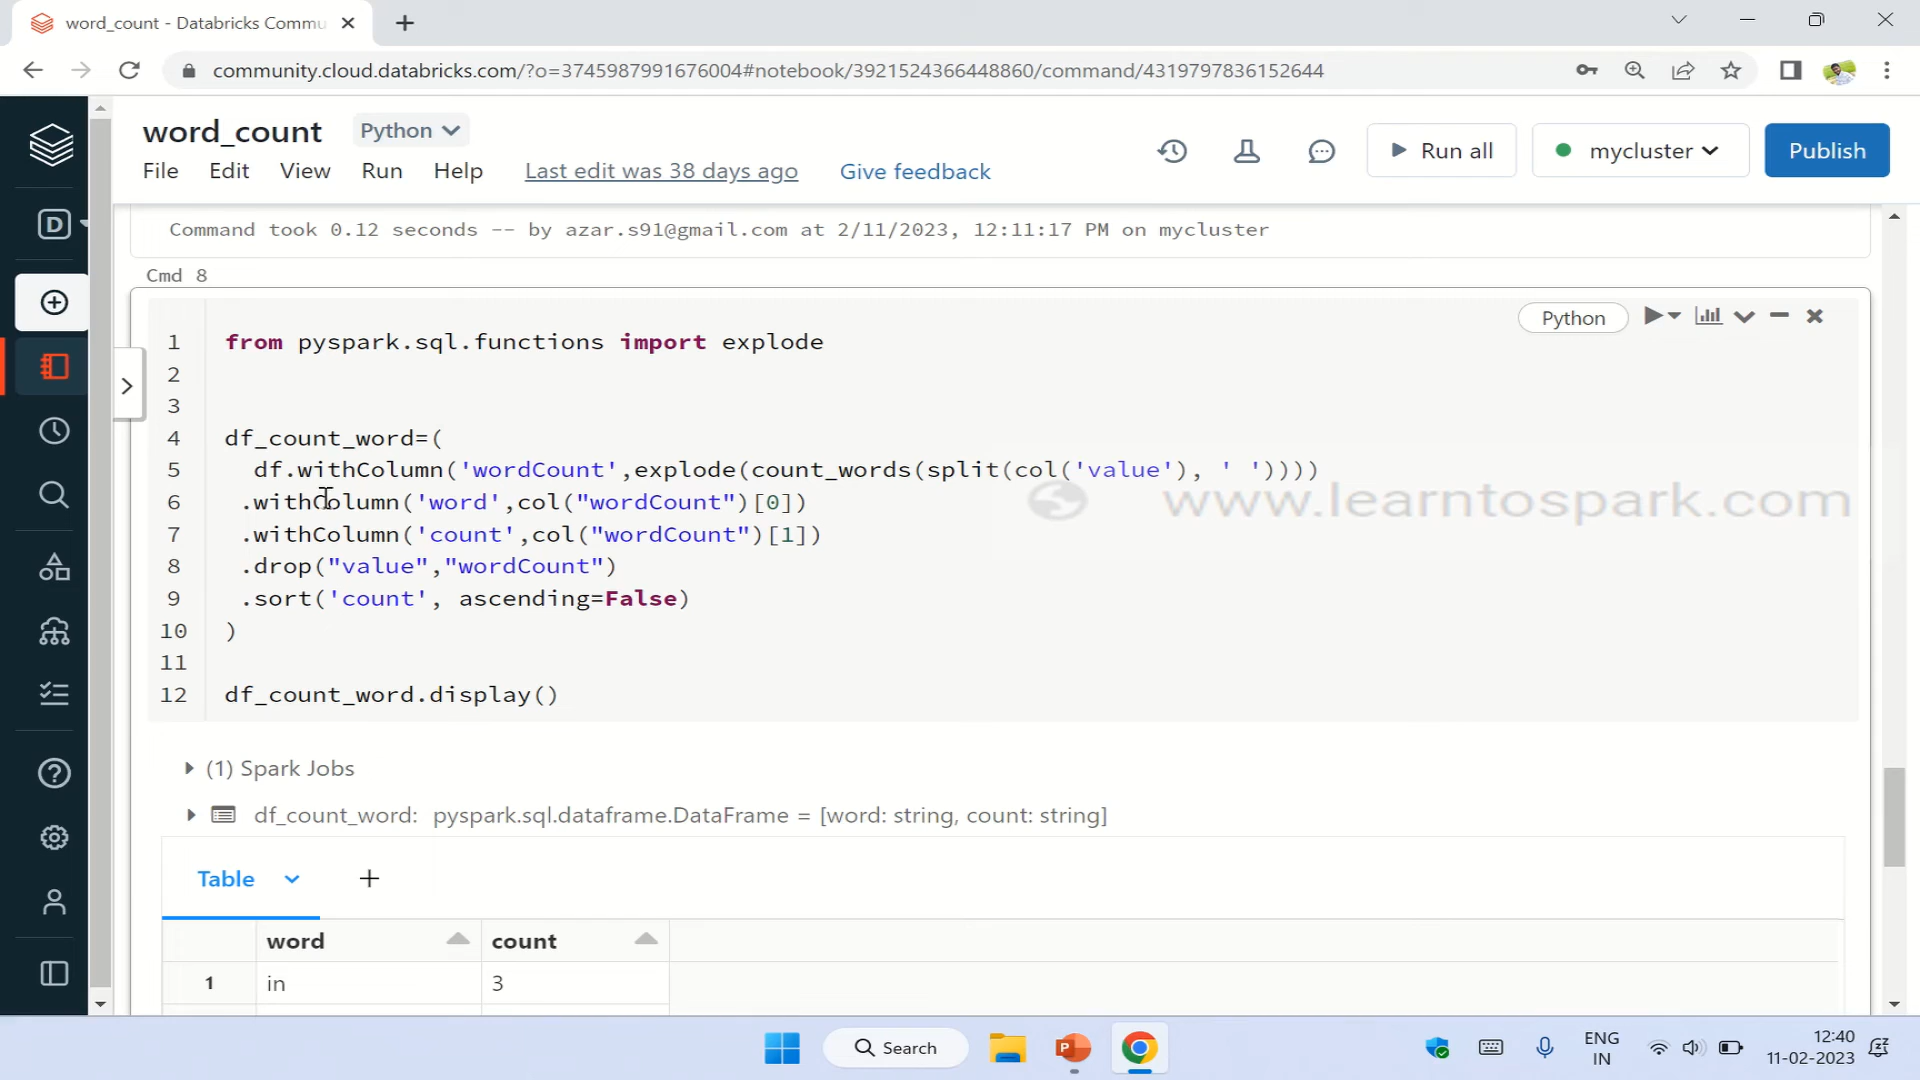 word_count - Databricks Commu
community.cloud.databricks.com/?o=3745987991676004#notebook/3921524366448860/command/4319797836152644
word_count
Python
File Edit View Run Help Last edit was 38 days ago Give feedback
Run all
mycluster
Publish
D
Command took 0.12 seconds -- by azar.s91@gmail.com at 2/11/2023, 12:11:17 PM on mycluster
Cmd 8
Python
1 from pyspark.sql.functions import explode
2
3
4 df_count_word=(
5 df.withColumn('wordCount',explode(count_words(split(col('value'), ' '))))
6 .withColumn('word',col("wordCount")[0])
7 .withColumn('count',col("wordCount")[1])
8 .drop("value","wordCount")
9 .sort('count', ascending=False)
10 )
11
12 df_count_word.display()
www.learntospark.com
(1) Spark Jobs
df_count_word: pyspark.sql.dataframe.DataFrame = [word: string, count: string]
Table
word count
1 in 3
Search
ENG
IN
12:40
11-02-2023